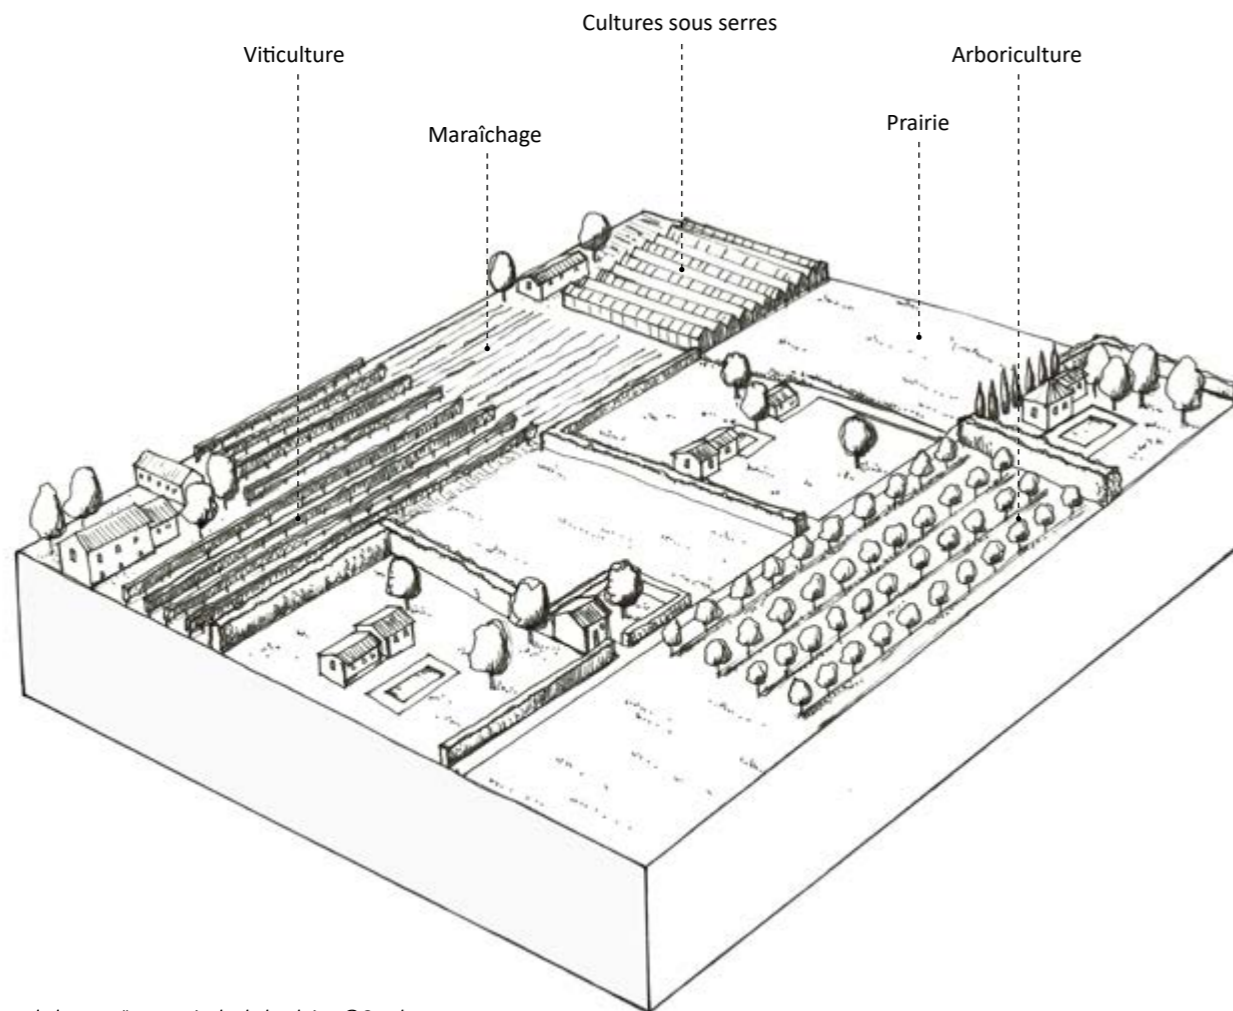 Cultures sous serres
Viticulture
Arboriculture
Prairie
Maraîchage